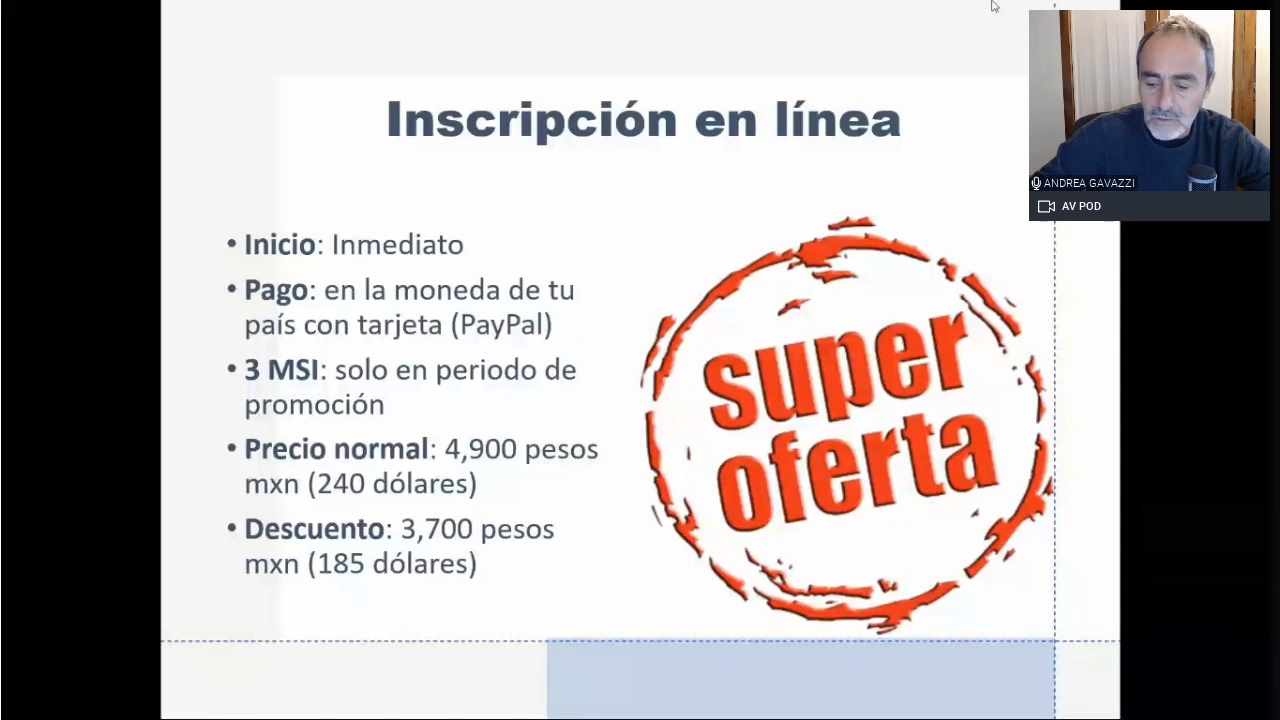 Inscripción en línea
ANDREA GAVAZZI
AV POD
• Inicio: Inmediato
• Pago: en la moneda de tu
país con tarjeta (PayPal)
• 3 MSI: solo en periodo de
promoción
• Precio normal: 4,900 pesos
mxn (240 dólares)
• Descuento: 3,700 pesos
mxn (185 dólares)
super
oferta